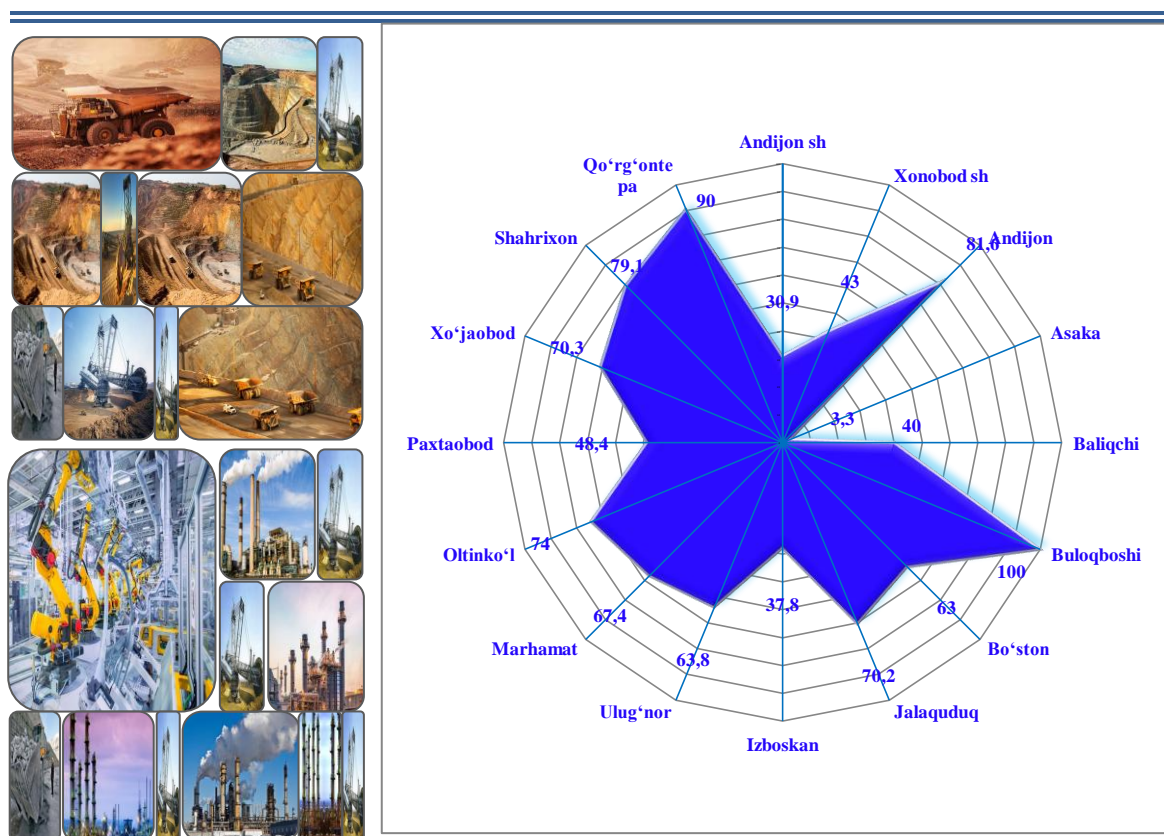 Andijon sh
Qo‘rg‘onte
pa
Xonobod sh
90
Shahrixon
Andijon
81,6
79,1
43
30,9
Xo‘jaobod
Asaka
70,3
3,3
40
Paxtaobod
48,4
Baliqchi
Oltinko‘l
74
Buloqboshi
100
37,8
63
67,4
Marhamat
Bo‘ston
63,8
70,2
Ulug‘nor
Jalaquduq
Izboskan